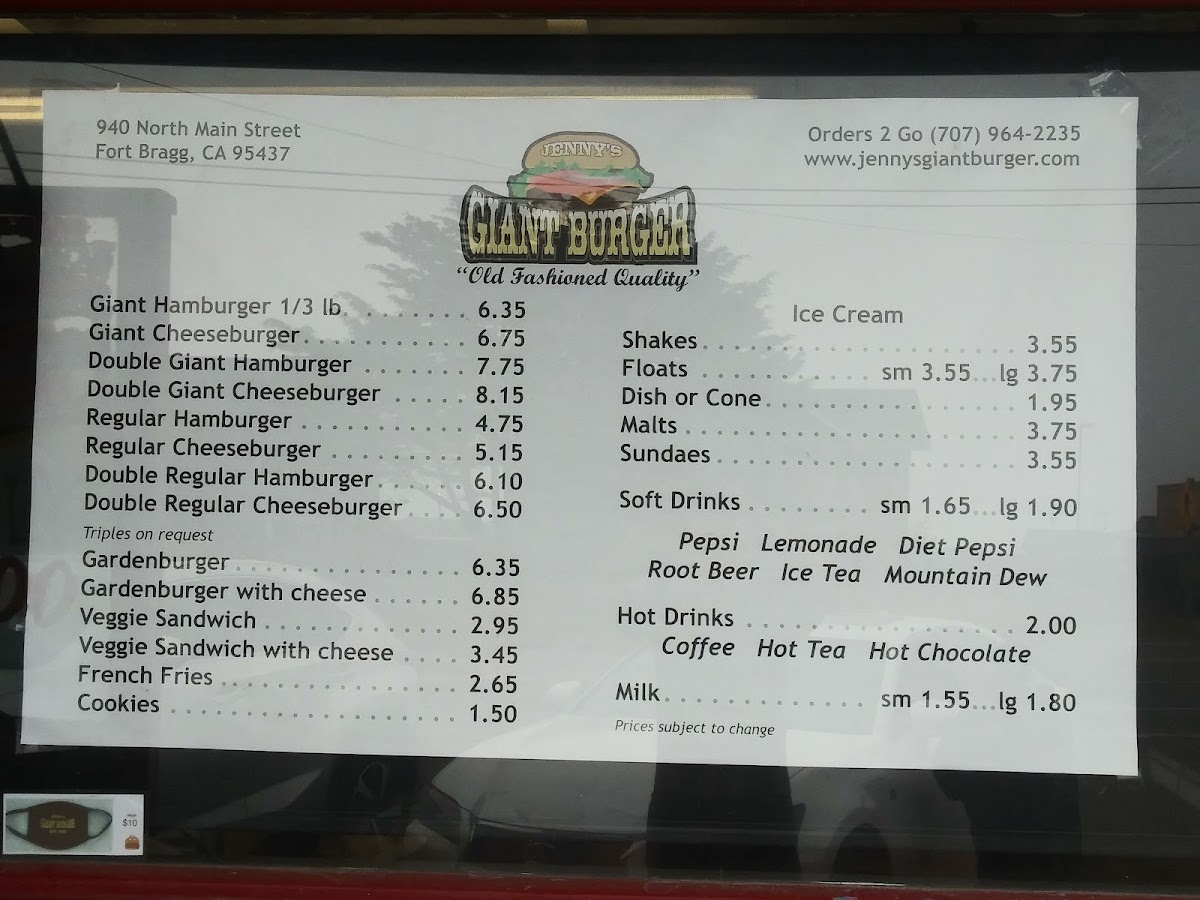 940 North Main Street
Fort Bragg, CA 95437
Orders 2 Go (707) 964-2235
www.jennysgiantburger.com
JENNY'S
GIANT BURGER
"Old Fashioned Quality"
Giant Hamburger 1/3 lb. . . . . . . . . 6.35
Giant Cheeseburger. . . . . . . . . . . . 6.75
Double Giant Hamburger . . . . . . . 7.75
Double Giant Cheeseburger . . . . . 8.15
Regular Hamburger . . . . . . . . . . . . 4.75
Regular Cheeseburger . . . . . . . . . . 5.15
Double Regular Hamburger. . . . . . 6.10
Double Regular Cheeseburger. . . . 6.50
Triples on request
Gardenburger. . . . . . . . . . . . . . . . . 6.35
Gardenburger with cheese . . . . . . 6.85
Veggie Sandwich . . . . . . . . . . . . . . 2.95
Veggie Sandwich with cheese . . . . 3.45
French Fries . . . . . . . . . . . . . . . . . 2.65
Cookies . . . . . . . . . . . . . . . . . . . . 1.50
Ice Cream
Shakes. . . . . . . . . . . . . . . . . . . . . . 3.55
Floats . . . . . . . . . . . . sm 3.55...lg 3.75
Dish or Cone. . . . . . . . . . . . . . . . . . 1.95
Malts . . . . . . . . . . . . . . . . . . . . . . . 3.75
Sundaes. . . . . . . . . . . . . . . . . . . . . 3.55
Soft Drinks . . . . . . . . . sm 1.65...lg 1.90
Pepsi Lemonade Diet Pepsi
Root Beer Ice Tea Mountain Dew
Hot Drinks . . . . . . . . . . . . . . . . . . . 2.00
Coffee Hot Tea Hot Chocolate
Milk. . . . . . . . . . . . . . sm 1.55...lg 1.80
Prices subject to change
GIANT BURGER
$10